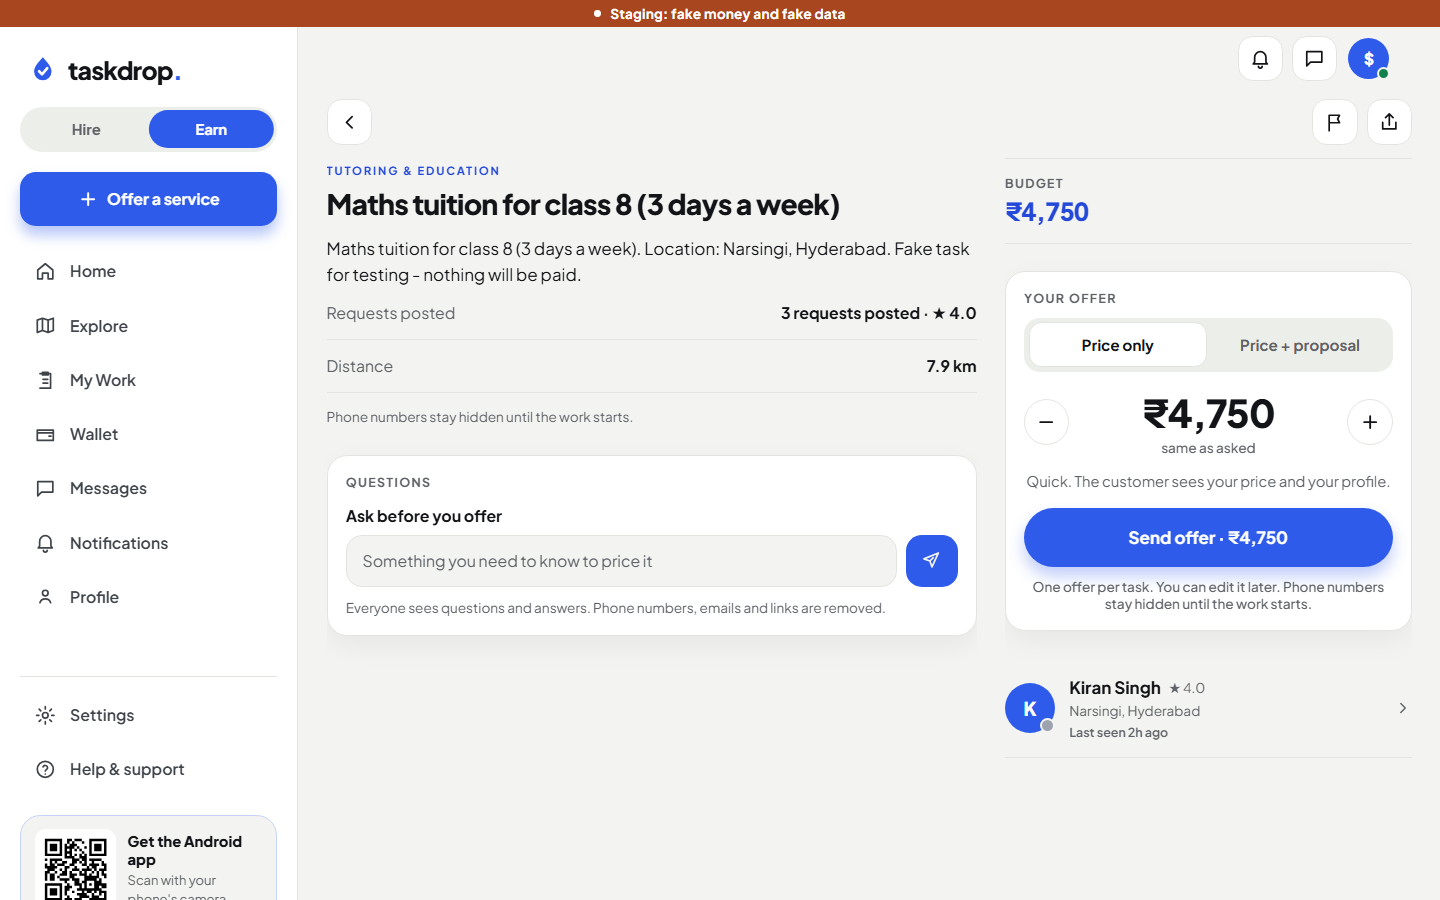 Staging: fake money and fake data
taskdrop.
Hire
Earn
Offer a service
Home
Explore
My Work
Wallet
Messages
Notifications
Profile
Settings
Help & support
Get the Android
app
Scan with your
phone's camera
TUTORING & EDUCATION
Maths tuition for class 8 (3 days a week)
Maths tuition for class 8 (3 days a week). Location: Narsingi, Hyderabad. Fake task
for testing - nothing will be paid.
Requests posted
3 requests posted · ★ 4.0
Distance
7.9 km
Phone numbers stay hidden until the work starts.
QUESTIONS
Ask before you offer
Something you need to know to price it
Everyone sees questions and answers. Phone numbers, emails and links are removed.
$
BUDGET
₹4,750
YOUR OFFER
Price only
Price + proposal
₹4,750
same as asked
Quick. The customer sees your price and your profile.
Send offer · ₹4,750
One offer per task. You can edit it later. Phone numbers
stay hidden until the work starts.
K
Kiran Singh ★ 4.0
Narsingi, Hyderabad
Last seen 2h ago